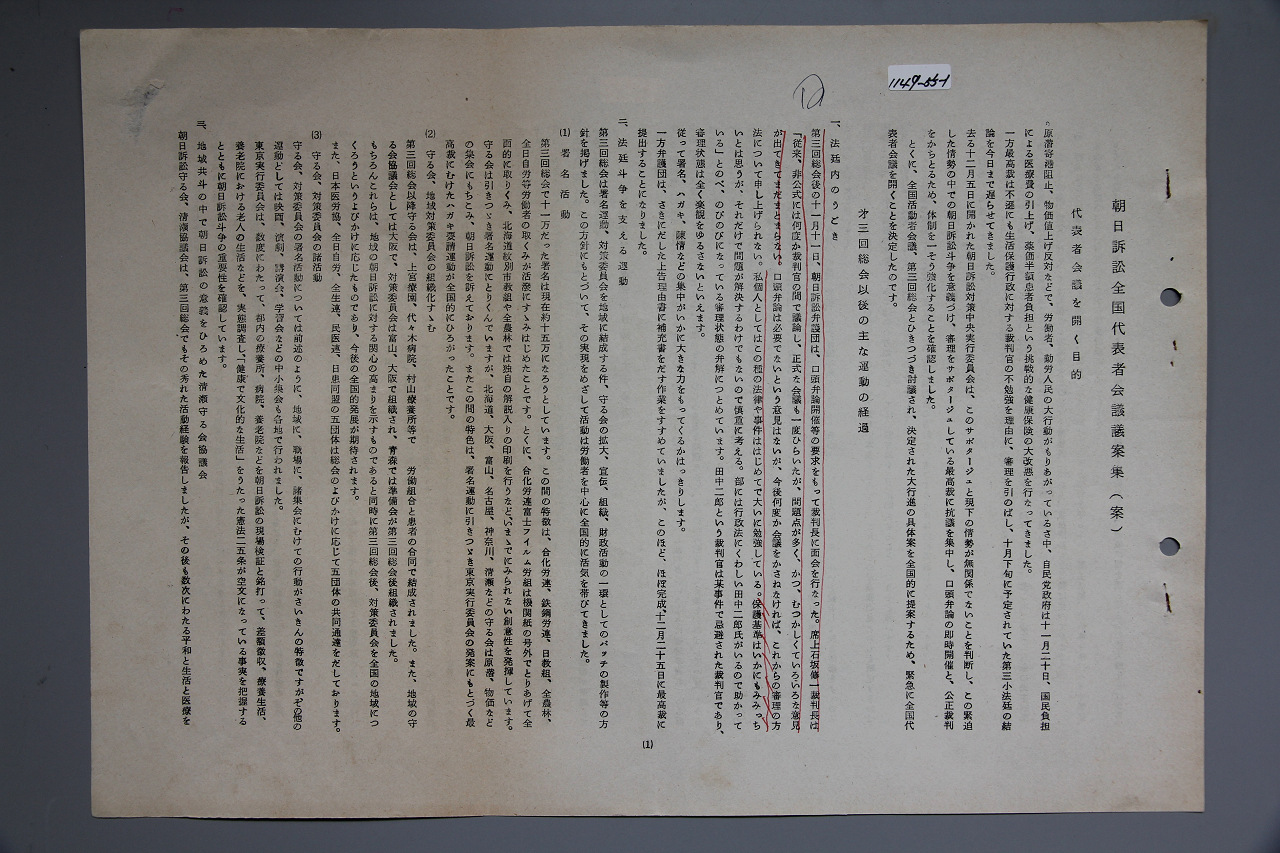 1149-55-1
朝日訴訟全国代表者会議議案集(案)
代表者会議を開く目的
。原潜寄港阻止、物価値上げ反対などで、労働者、勤労人民の大行動がもりあがっているさ中、自民党政府は十一月二十日、国民負担
による医療費の引上げ、薬価半額患者負担という挑戦的な健康保険の大改悪を行なってきました。
一方最高裁は不遜にも生活保護行政に対する裁判官の不勉強を理由に、審理を引のばし、十月下旬に予定されていた第三小法廷の結
論を今日まで遅らせてきました。
去る十二月五日に開かれた朝日訴訟対策中央実行委員会は、このサボタージュと現下の情勢が無関係でないことを判断し、この緊迫
した情勢の中での朝日訴訟斗争を意義づけ、審理をサボタージュしている最高裁に抗議を集中し、口頭弁論の即時開催と、公正裁判
をかちとるため、体制を一そう強化することを確認しました。
とくに、全国活動者会議、第三回総会とひきつづき討議され、決定された大行進の具体案を全国的に提案するため、緊急に全国代
表者会議を開くことを決定したのです。
第三回総会以後の主な運動の経過
一、法廷内のうごき
第三回総会後の十一月十一日、朝日訴訟弁護団は、口頭弁論開催等の要求をもって裁判長に面会を行なった。席上石坂修一裁判長は
「従来、非公式には何度か裁判官の間で議論し、正式な会議も一度ひらいたが、問題点が多く、かつ、むつかしくていろいろな意見
が出てきてまだまとまらない。口頭弁論は必要でないという意見はないが、今後何度か会議をかさねなければ、これからの審理の方
法について申し上げられない。私個人としてはこの種の法律や事件ははじめてで大いに勉強している。保護基準はいかにもみみっち
いとは思うが、それだけで問題が解決するわけでもないので慎重に考える。部には行政法にくわしい田中二郎氏がいるので助かって
いる」とのべ、のびのびになっている審理状態の弁解につとめています。田中二郎という裁判官は某事件で忌避された裁判官であり、
審理状態は全く楽観をゆるさないといえます。
従って署名、ハガキ、陳情などの集中がいかに大きな力をもってくるかはっきりします。
一方弁護団は、さきにだした上告理由書に補充書をだす作業をすすめていましたが、このほど、ほぼ完成十二月二十五日に最高裁に
提出することになりました。
二、法廷斗争を支える運動
第三回総会は署名運動、対策委員会を地域に結成する件、守る会の拡大、宣伝、組織、財政活動の一環としてのバッチの製作等の方
針を掲げました。この方針にもとづいて、その実現をめざして活動は労働者を中心に全国的に活気を帯びてきました。
(1) 署名活動
第三回総会で十一万だった署名は現在約十五万になろうとしています。この間の特徴は、合化労連、鉄鋼労連、日教組、全農林、
全日自労等労働者の取くみが活溌にすゝみはじめたことです。とくに、合化労連富士フイルム労組は機関紙の号外でとりあげて全
面的に取りくみ、北海道紋別市教組や全農林では独自の解説入りの印刷を行うなど、いまゝでにみられない創意性を発揮しています。
守る会は引きつゞき署名運動にとりくんでいますが、北海道、大阪、富山、名古屋、神奈川、清瀬などの守る会は原潜、物価など
の集会にもちこみ、朝日訴訟を訴えております。またこの間の特色は、署名運動に引きつゞき東京実行委員会の発案にもとづく最
高裁にむけたハガキ要請運動が全国的にひろがったことです。
(2) 守る会、地域対策委員会の組織化すゝむ
第三回総会以降守る会は、上宮療園、代々木病院、村山療養所等で 労働組合と患者の合同で結成されました。また、地域の守
る会協議会としては大阪で、対策委員会は富山、大阪で組織され、青森では準備会が第三回総会後組織されました。
もちろんこれらは、地域の朝日訴訟に対する関心の高まりを示すものであると同時に第三回総会後、対策委員会を全国の地域につ
くろうというよびかけに応じたものであり、今後の全国的発展が期待されます。
また、日本医労協、全日自労、全生連、民医連、日患同盟の五団体は総会のよびかけに応じて五団体の共同通達をだしております。
(3) 守る会、対策委員会の諸活動
守る会、対策委員会の署名活動については前述のように、地域に、職場に、諸集会にむけての行動がさいきんの特徴ですがその他の
運動としては映画、演劇、講演会、学習会などの中小集会も各地で行われました。
東京実行委員会は、数度にわたって、都内の療養所、病院、養老院などを朝日訴訟の現場検証と銘打って、差額徴収、療養生活、
養老院における老人の生活などを、実態調査し、「健康で文化的な生活」をうたった憲法二五条が空文になっている事実を把握する
とともに朝日訴訟斗争の重要性を確認しています。
三、地域共斗の中で朝日訴訟の意義をひろめた清瀬守る会協議会
朝日訴訟守る会、清瀬協議会は、第三回総会でもその秀れた活動経験を報告しましたが、その後も数次にわたる平和と生活と医療を
(1)